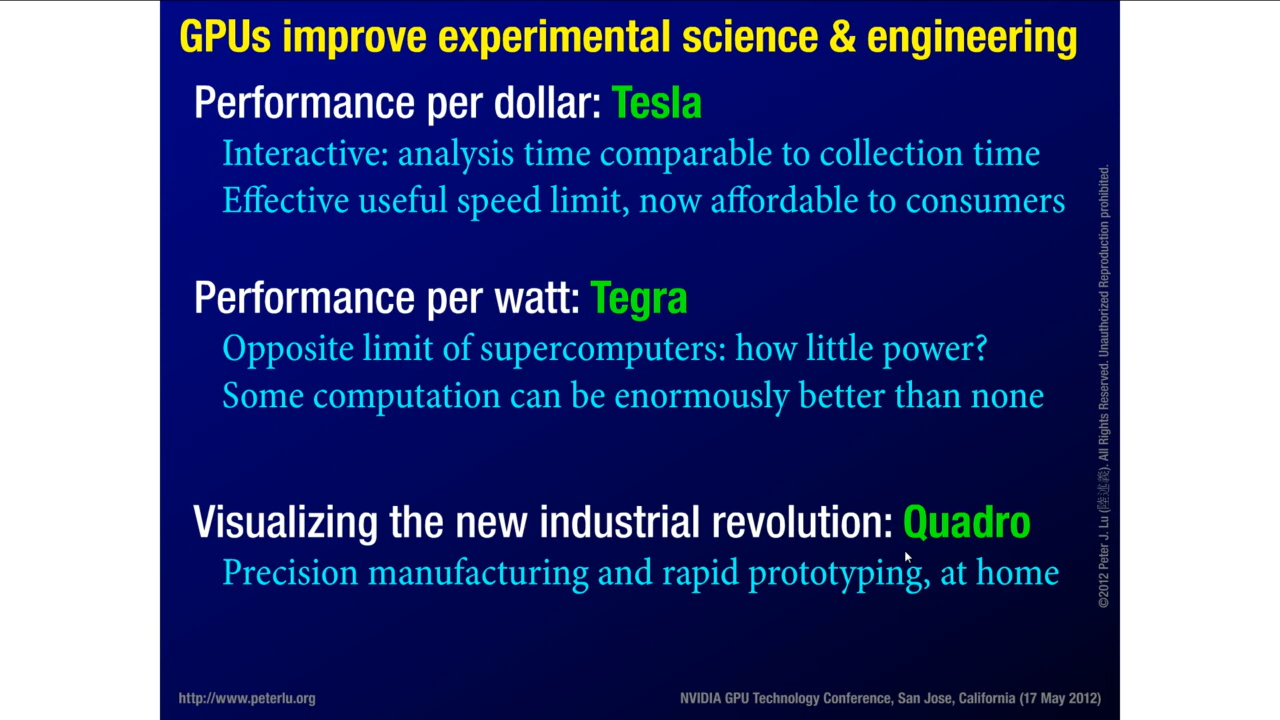 GPUs improve experimental science & engineering
Performance per dollar: Tesla
Interactive: analysis time comparable to collection time
Effective useful speed limit, now affordable to consumers
Performance per watt: Tegra
Opposite limit of supercomputers: how little power?
Some computation can be enormously better than none
Visualizing the new industrial revolution: Quadro
Precision manufacturing and rapid prototyping, at home
©2012 Peter J. Lu (陸述義). All Rights Reserved. Unauthorized Reproduction prohibited.
http://www.peterlu.org
NVIDIA GPU Technology Conference, San Jose, California (17 May 2012)